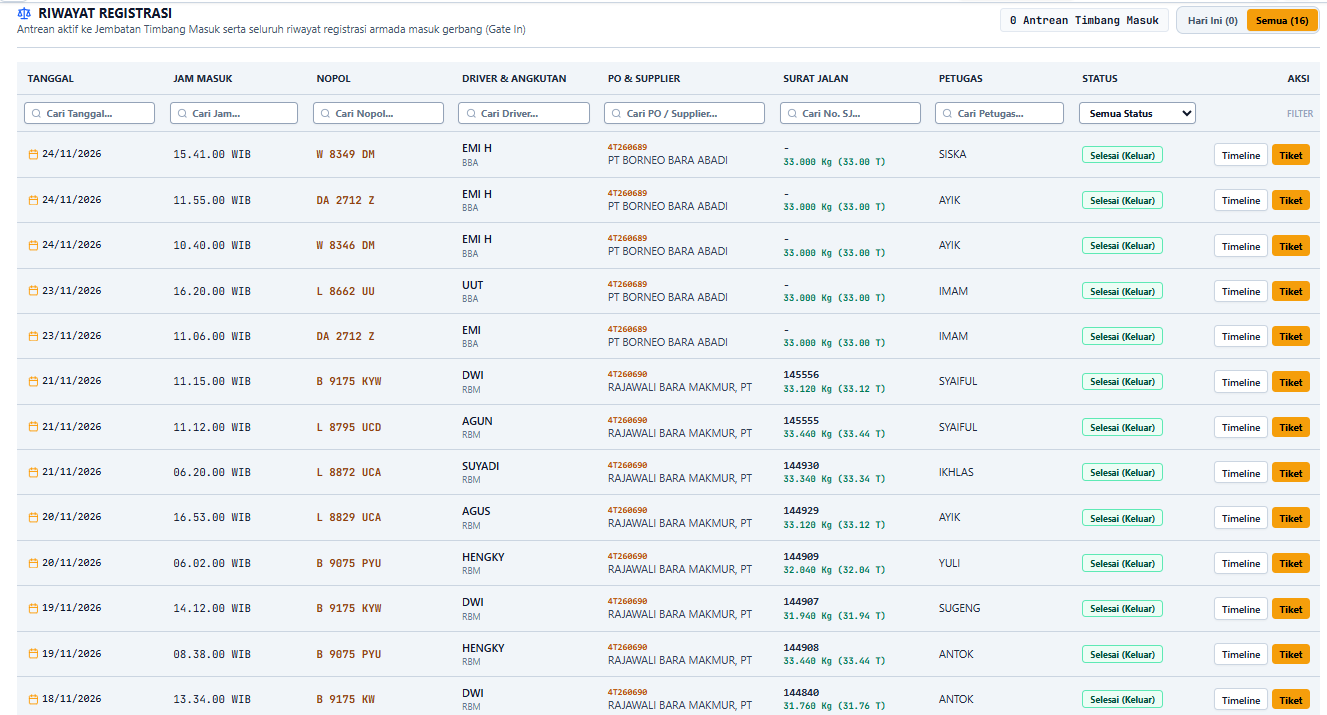 RIWAYAT REGISTRASI
Antrean aktif ke Jembatan Timbang Masuk serta seluruh riwayat registrasi armada masuk gerbang (Gate In)
0 Antrean Timbang Masuk
Hari Ini (0)
Semua (16)
TANGGAL JAM MASUK NOPOL DRIVER & ANGKUTAN PO & SUPPLIER SURAT JALAN PETUGAS STATUS AKSI
Cari Tanggal... Cari Jam... Cari Nopol... Cari Driver... Cari PO / Supplier... Cari No. SJ... Cari Petugas... Semua Status FILTER
24/11/2026 15.41.00 WIB W 8349 DM EMI H 4T260689 - SISKA Selesai (Keluar) Timeline Tiket
BBA PT BORNEO BARA ABADI 33.000 Kg (33.00 T)
24/11/2026 11.55.00 WIB DA 2712 Z EMI H 4T260689 - AYIK Selesai (Keluar) Timeline Tiket
BBA PT BORNEO BARA ABADI 33.000 Kg (33.00 T)
24/11/2026 10.40.00 WIB W 8346 DM EMI H 4T260689 - AYIK Selesai (Keluar) Timeline Tiket
BBA PT BORNEO BARA ABADI 33.000 Kg (33.00 T)
23/11/2026 16.20.00 WIB L 8662 UU UUT 4T260689 - IMAM Selesai (Keluar) Timeline Tiket
BBA PT BORNEO BARA ABADI 33.000 Kg (33.00 T)
23/11/2026 11.06.00 WIB DA 2712 Z EMI 4T260689 - IMAM Selesai (Keluar) Timeline Tiket
BBA PT BORNEO BARA ABADI 33.000 Kg (33.00 T)
21/11/2026 11.15.00 WIB B 9175 KYW DWI 4T260690 145556 SYAIFUL Selesai (Keluar) Timeline Tiket
RBM RAJAWALI BARA MAKMUR, PT 33.120 Kg (33.12 T)
21/11/2026 11.12.00 WIB L 8795 UCD AGUN 4T260690 145555 SYAIFUL Selesai (Keluar) Timeline Tiket
RBM RAJAWALI BARA MAKMUR, PT 33.440 Kg (33.44 T)
21/11/2026 06.20.00 WIB L 8872 UCA SUYADI 4T260690 144930 IKHLAS Selesai (Keluar) Timeline Tiket
RBM RAJAWALI BARA MAKMUR, PT 33.340 Kg (33.34 T)
20/11/2026 16.53.00 WIB L 8829 UCA AGUS 4T260690 144929 AYIK Selesai (Keluar) Timeline Tiket
RBM RAJAWALI BARA MAKMUR, PT 33.120 Kg (33.12 T)
20/11/2026 06.02.00 WIB B 9075 PYU HENGKY 4T260690 144909 YULI Selesai (Keluar) Timeline Tiket
RBM RAJAWALI BARA MAKMUR, PT 32.040 Kg (32.04 T)
19/11/2026 14.12.00 WIB B 9175 KYW DWI 4T260690 144907 SUGENG Selesai (Keluar) Timeline Tiket
RBM RAJAWALI BARA MAKMUR, PT 31.940 Kg (31.94 T)
19/11/2026 08.38.00 WIB B 9075 PYU HENGKY 4T260690 144908 ANTOK Selesai (Keluar) Timeline Tiket
RBM RAJAWALI BARA MAKMUR, PT 33.440 Kg (33.44 T)
18/11/2026 13.34.00 WIB B 9175 KW DWI 4T260690 144840 ANTOK Selesai (Keluar) Timeline Tiket
RBM RAJAWALI BARA MAKMUR, PT 31.760 Kg (31.76 T)